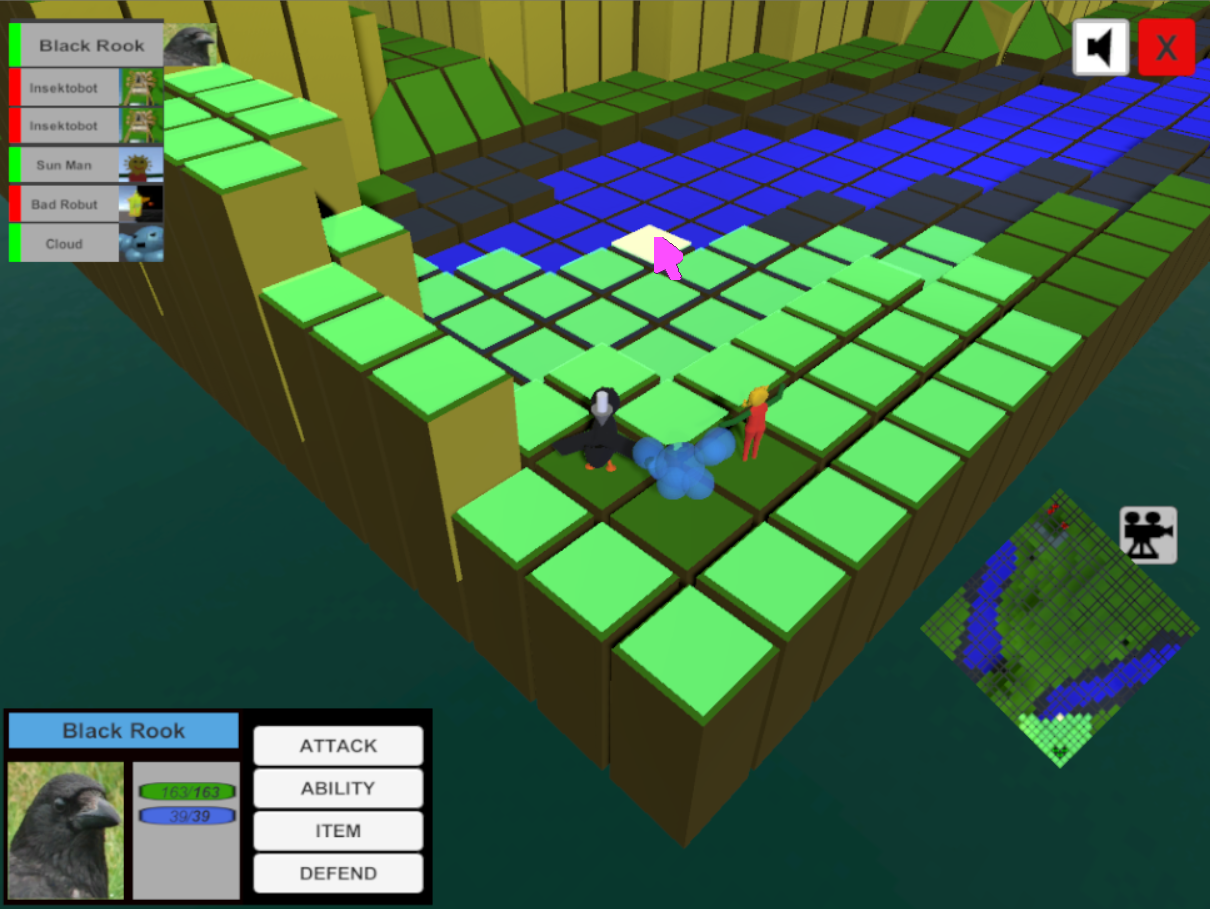 Black Rook
Insektobot
Insektobot
Sun Man
Bad Robut
Cloud
X
Black Rook
163/163
39/39
ATTACK
ABILITY
ITEM
DEFEND